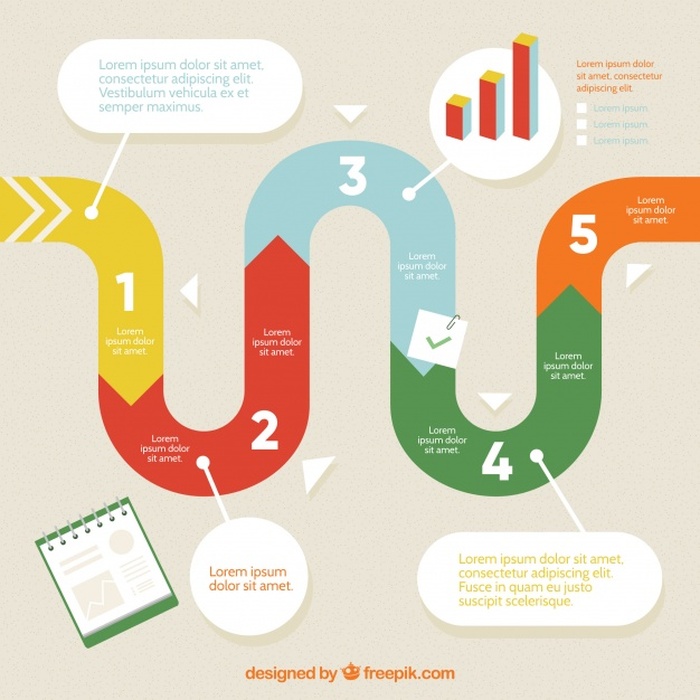 Lorem ipsum dolor sit amet,
consectetur adipiscing elit.
Vestibulum vehicula ex et
semper maximus.
Lorem ipsum dolor
sit amet, consectetur
adipiscing elit.
Lorem ipsum.
Lorem ipsum.
Lorem ipsum.
1
Lorem
ipsum dolor
sit amet.
2
Lorem
ipsum dolor
sit amet.
Lorem
ipsum dolor
sit amet.
3
Lorem
ipsum dolor
sit amet.
4
Lorem
ipsum dolor
sit amet.
Lorem
ipsum dolor
sit amet.
5
Lorem
ipsum dolor
sit amet.
Lorem ipsum
dolor sit amet.
Lorem ipsum dolor sit amet,
consectetur adipiscing elit.
Fusce in quam eu justo
suscipit scelerisque.
designed by freepik.com